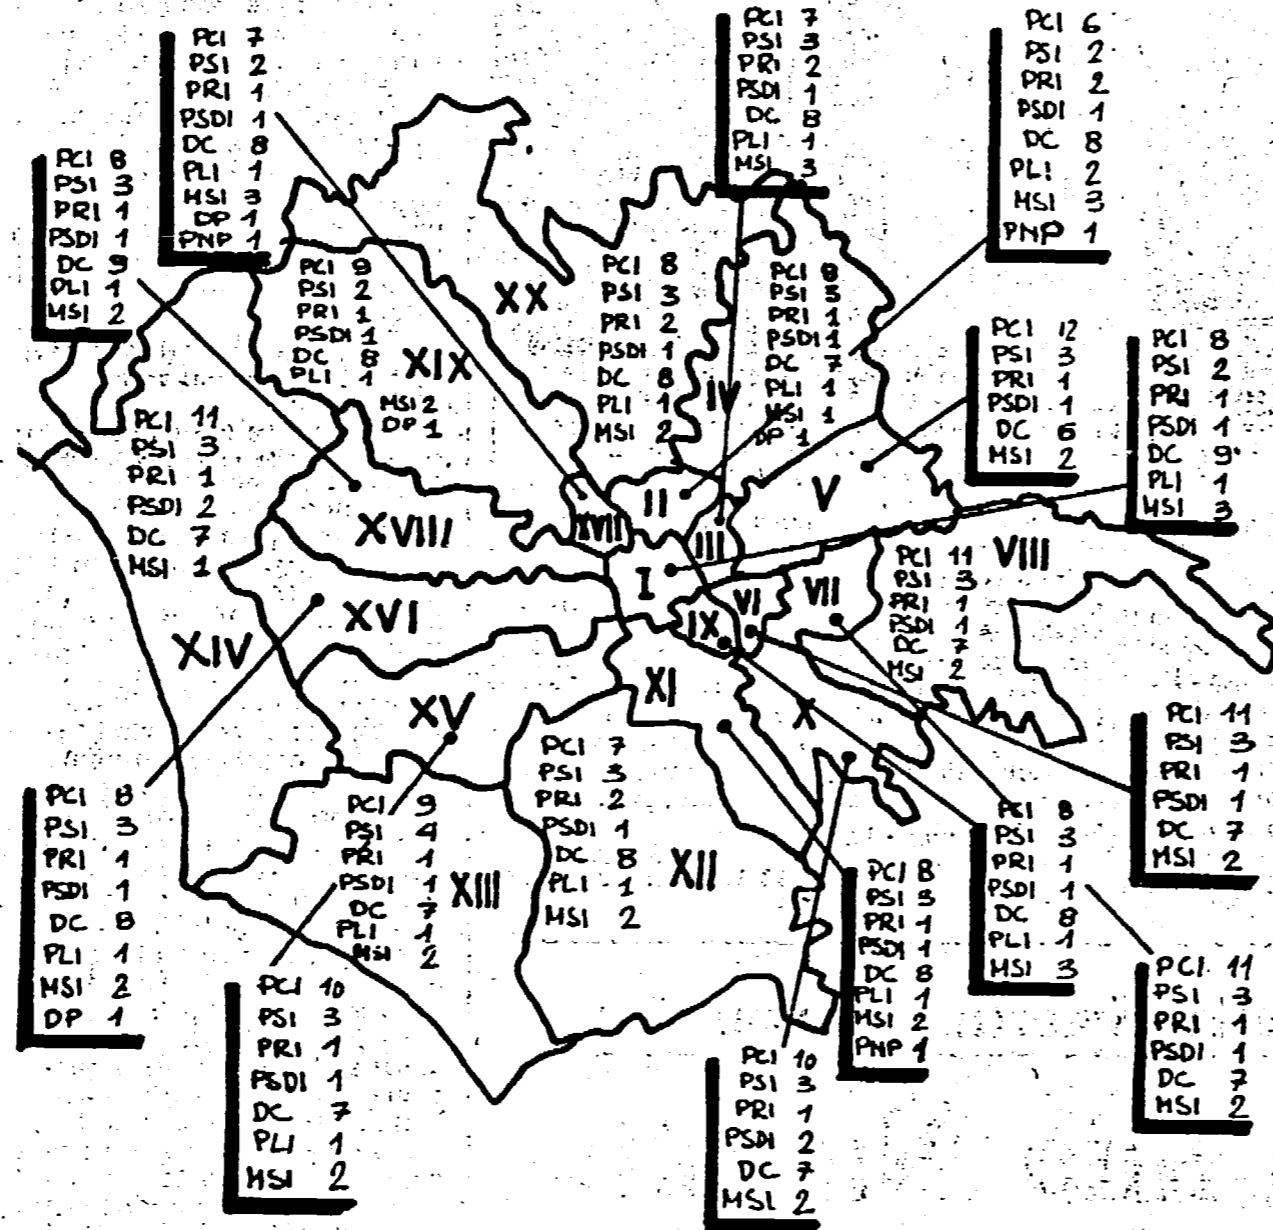 PCI 7
PSI 2
PRI 1
PSDI 1
DC 8
PLI 1
MSI 3
DP 1
PNP 1
PCI 7
PSI 3
PRI 2
PSDI 1
DC 8
PLI 1
MSI 3
PCI 6
PSI 2
PRI 2
PSDI 1
DC 8
PLI 2
MSI 3
PNP 1
PCI 8
PSI 3
PRI 1
PSDI 1
DC 9
PLI 1
MSI 2
PCI 9
PSI 2
PRI 1
PSDI 1
DC 8
PLI 1
MSI 2
DP 1
XIX
XX
PCI 8
PSI 3
PRI 2
PSDI 1
DC 8
PLI 1
MSI 2
PCI 8
PSI 3
PRI 1
PSDI 1
DC 7
PLI 1
MSI 1
DP 1
IV
PCI 12
PSI 3
PRI 1
PSDI 1
DC 6
MSI 2
PCI 8
PSI 2
PRI 1
PSDI 1
DC 9
PLI 1
MSI 3
PCI 11
PSI 3
PRI 1
PSDI 2
DC 7
MSI 1
XVIII
XVII
II
III
V
I
VI
VII
VIII
IX
PCI 11
PSI 3
PRI 1
PSDI 1
DC 7
MSI 2
XIV
XVI
XI
X
XV
PCI 8
PSI 3
PRI 1
PSDI 1
DC 8
PLI 1
MSI 2
DP 1
PCI 9
PSI 4
PRI 1
PSDI 1
DC 7
PLI 1
MSI 2
XIII
PCI 7
PSI 3
PRI 2
PSDI 1
DC 8
PLI 1
MSI 2
XII
PCI 8
PSI 3
PRI 1
PSDI 1
DC 8
PLI 1
MSI 2
PNP 1
PCI 8
PSI 3
PRI 1
PSDI 1
DC 8
PLI 1
MSI 3
PCI 11
PSI 3
PRI 1
PSDI 1
DC 7
MSI 2
PCI 10
PSI 3
PRI 1
PSDI 1
DC 7
PLI 1
MSI 2
PCI 10
PSI 3
PRI 1
PSDI 2
DC 7
MSI 2
PCI 11
PSI 3
PRI 1
PSDI 1
DC 7
MSI 2